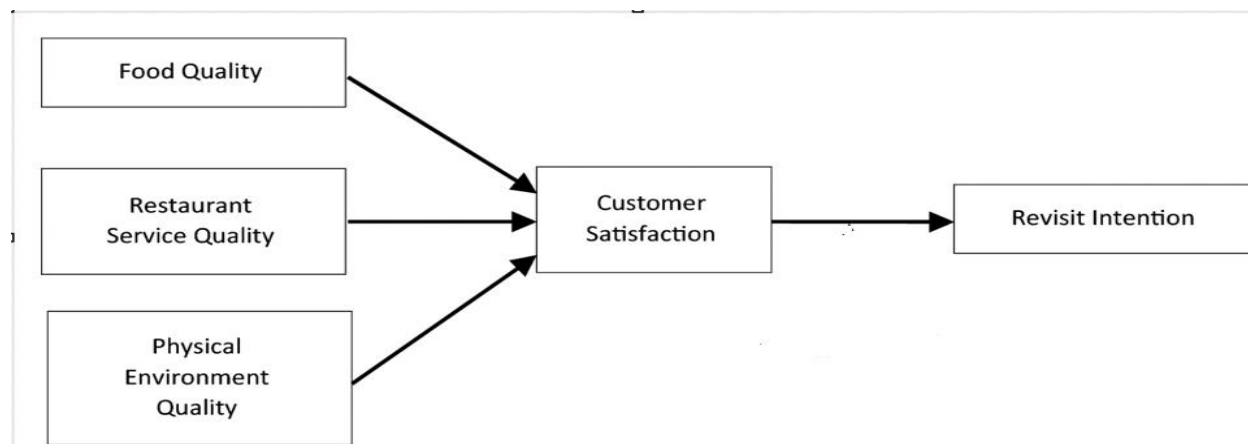 Food Quality
Restaurant
Service Quality
Physical
Environment
Quality
Customer
Satisfaction
Revisit Intention